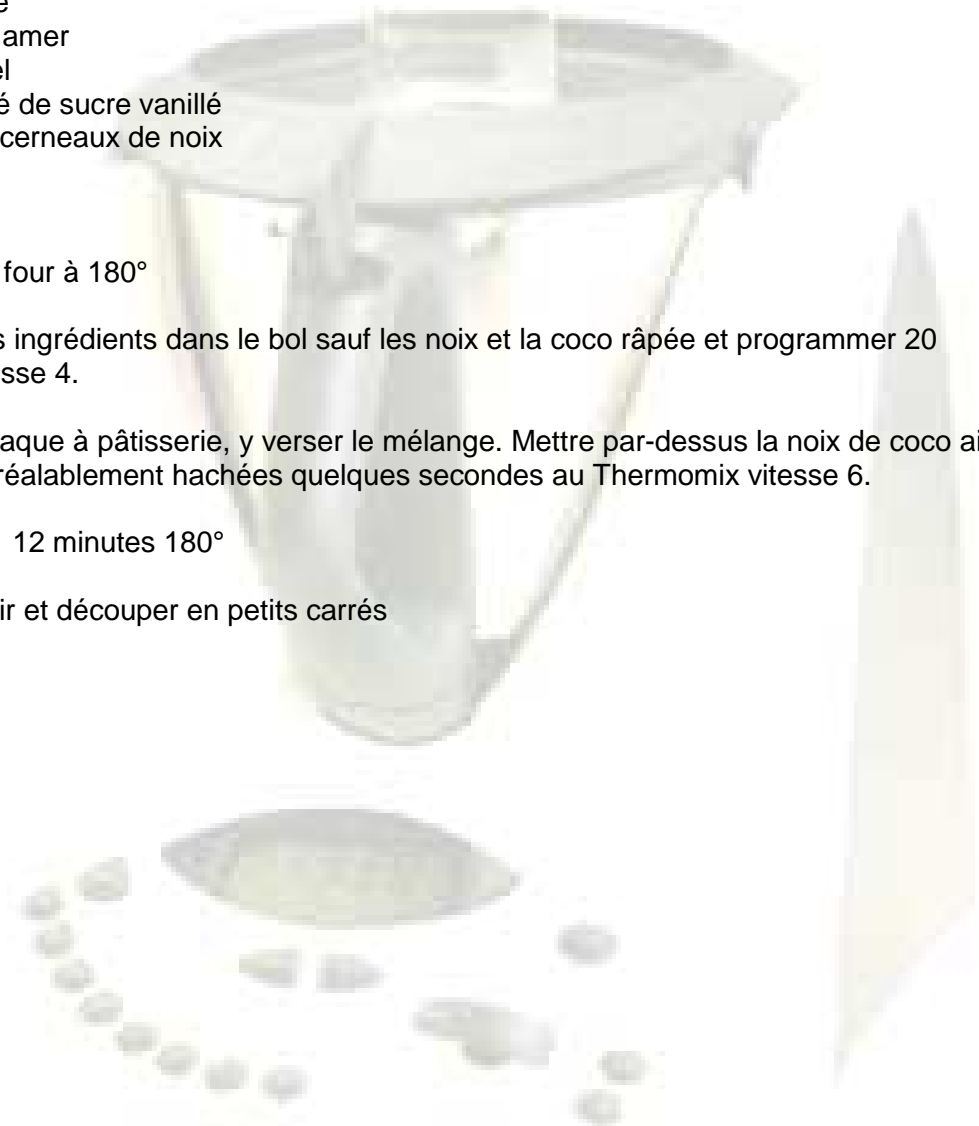 amer
é de sucre vanillé
cerneaux de noix
four à 180°
s ingrédients dans le bol sauf les noix et la coco râpée et programmer 20
sse 4.
aque à pâtisserie, y verser le mélange. Mettre par-dessus la noix de coco ai
réalablement hachées quelques secondes au Thermomix vitesse 6.
12 minutes 180°
ir et découper en petits carrés